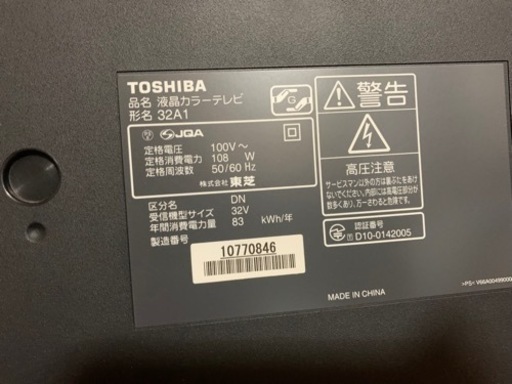 TOSHIBA
品名 液晶カラーテレビ
形名 32A1
JQA
定格電圧 100V～
定格消費電力 108 W
定格周波数 50/60 Hz
株式会社 東芝
区分名 DN
受信機型サイズ 32V
年間消費電力量 83 kWh/年
製造番号
10770846
警告
高圧注意
サービスマン以外の方は裏ぶたをあけ
ないでください。内部には高電圧部分が
数多くあり、万一さわると危険です。
認証番号
D10-0142005
MADE IN CHINA